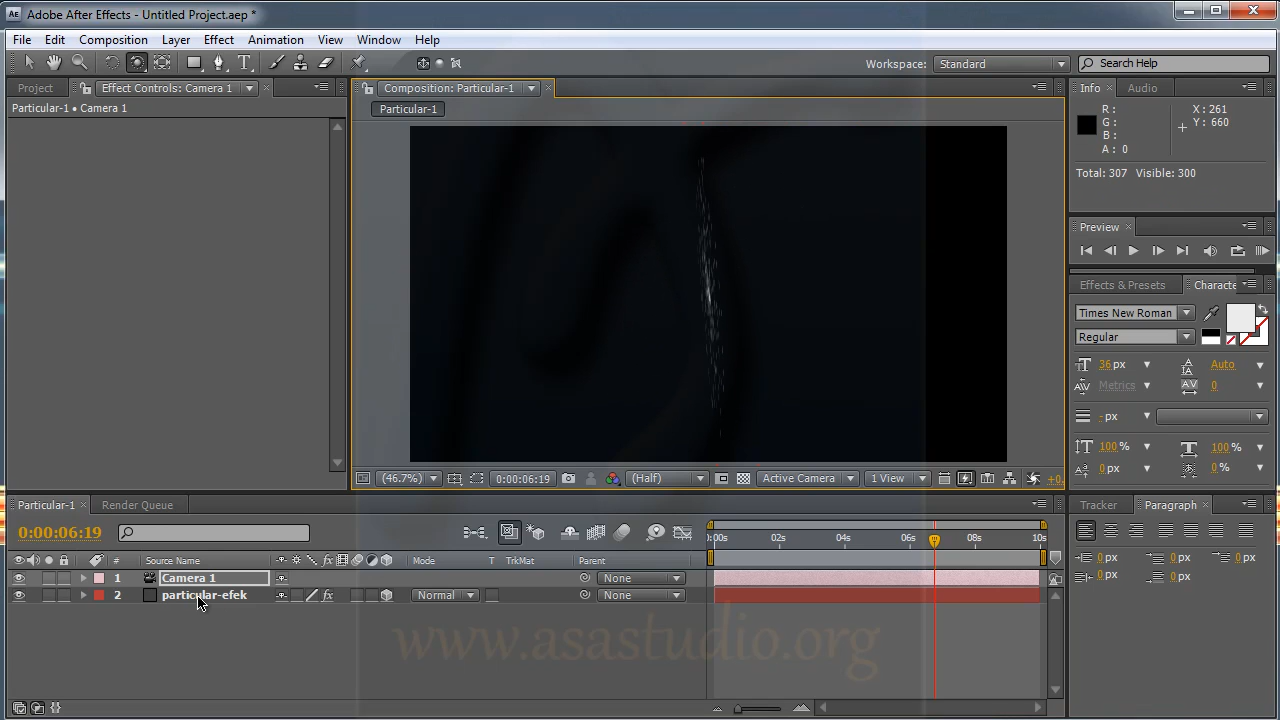 Adobe After Effects - Untitled Project.aep *
File Edit Composition Layer Effect Animation View Window Help
Workspace: Standard Search Help
Project Effect Controls: Camera 1 Composition: Particular-1 Info Audio
Particular-1 • Camera 1 Particular-1
R: X: 261
G: Y: 660
B:
A: 0
Total: 307 Visible: 300
Preview
Effects & Presets Characte
Times New Roman
Regular
36 px Auto
Metrics 0
- px
100 % 100 %
0 px 0 %
(46.7%) 0:00:06:19 (Half) Active Camera 1 View +0.
Particular-1 Render Queue Tracker Paragraph
0:00:06:19 0:00s 02s 04s 06s 08s 10s
# Source Name Mode T TrkMat Parent
1 Camera 1 None
2 particular-efek Normal None
0 px 0 px 0 px
0 px 0 px
www.asastudio.org